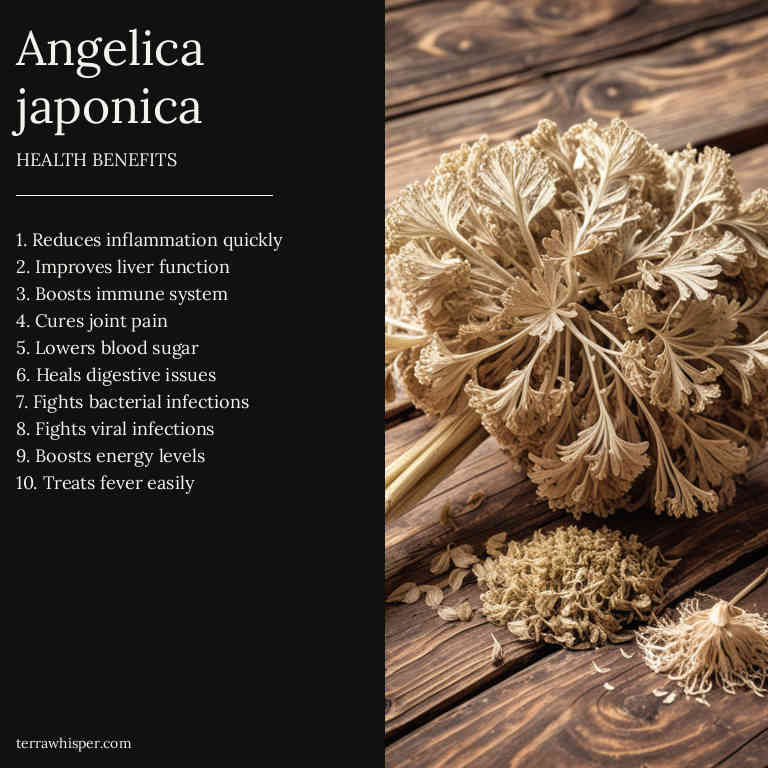 Angelica
japonica
HEALTH BENEFITS
1. Reduces inflammation quickly
2. Improves liver function
3. Boosts immune system
4. Cures joint pain
5. Lowers blood sugar
6. Heals digestive issues
7. Fights bacterial infections
8. Fights viral infections
9. Boosts energy levels
10. Treats fever easily
terrawhisper.com